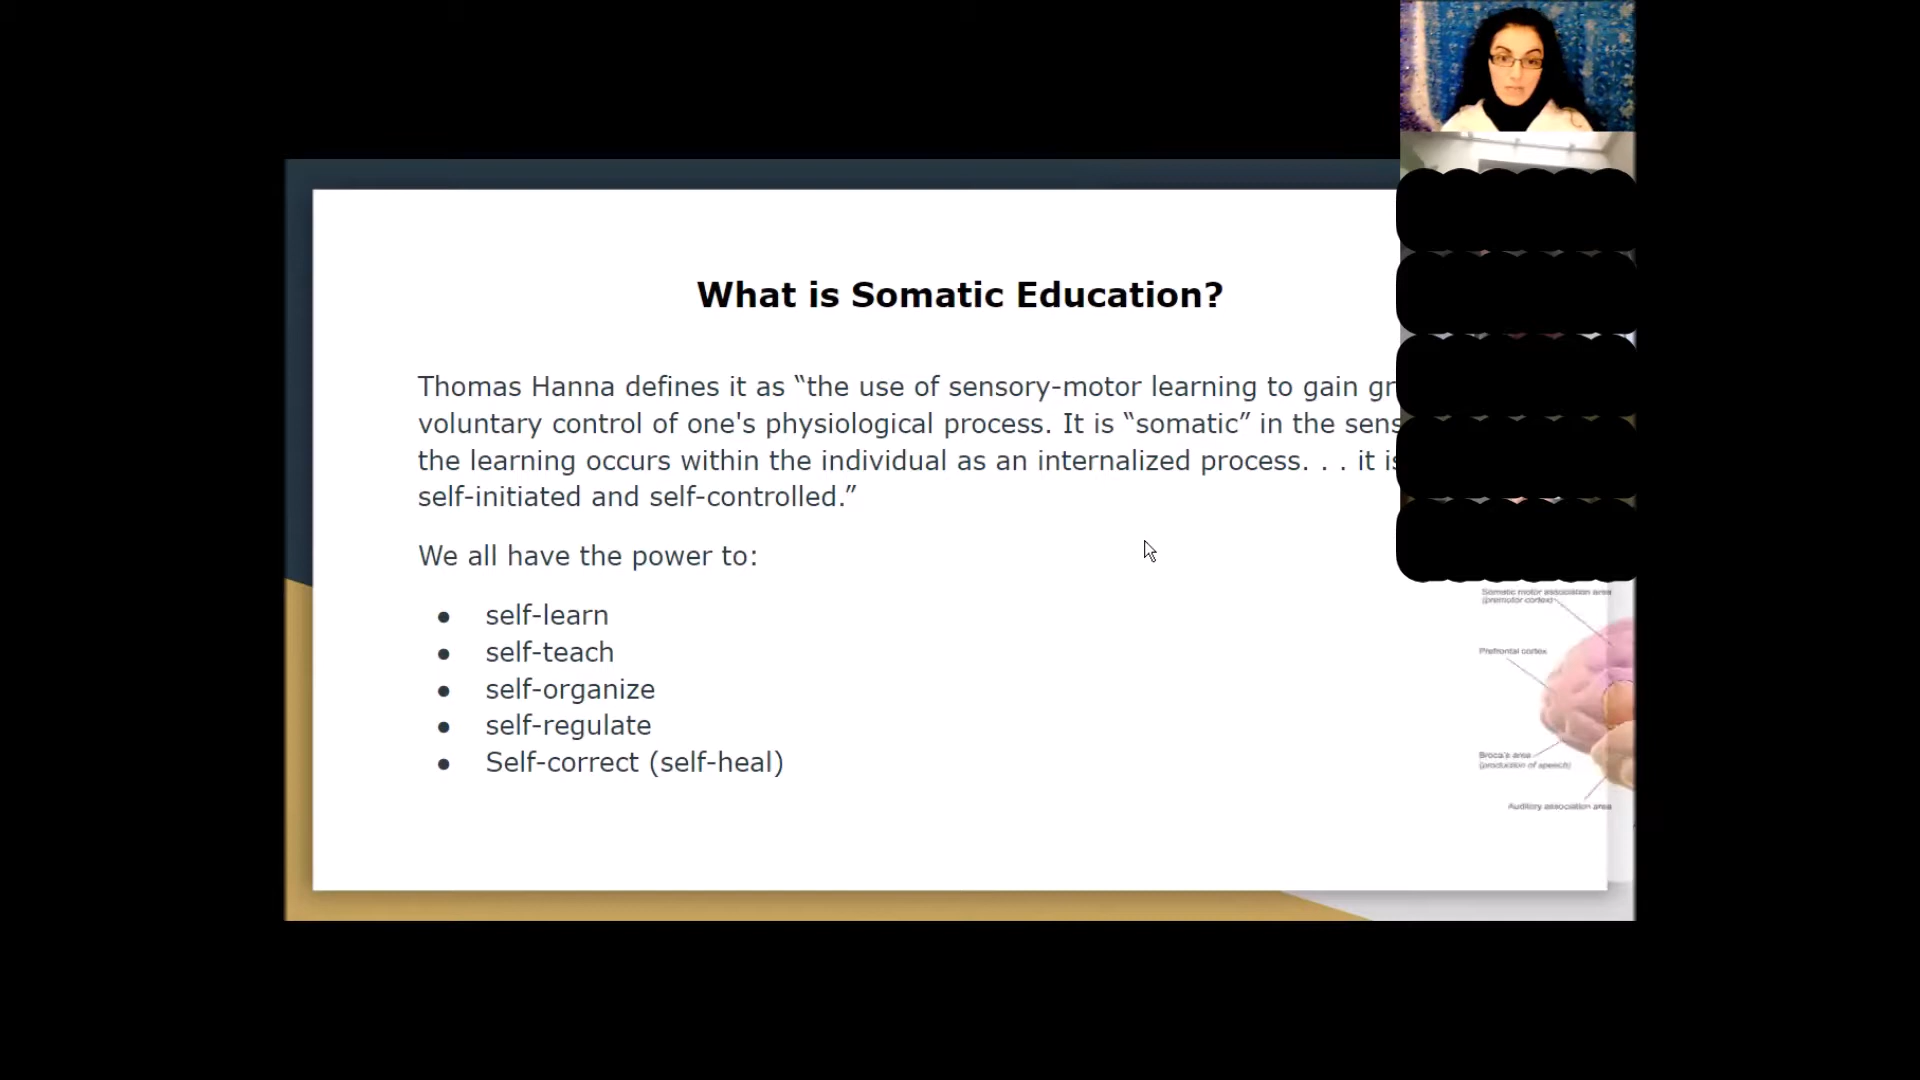 What is Somatic Education?
Thomas Hanna defines it as “the use of sensory-motor learning to gain
voluntary control of one's physiological process. It is “somatic” in the
the learning occurs within the individual as an internalized process. . . it
self-initiated and self-controlled.”
We all have the power to:
● self-learn
● self-teach
● self-organize
● self-regulate
● Self-correct (self-heal)
Somatic motor association area
(premotor cortex)
Prefrontal cortex
Broca's area
(production of speech)
Auditory association area